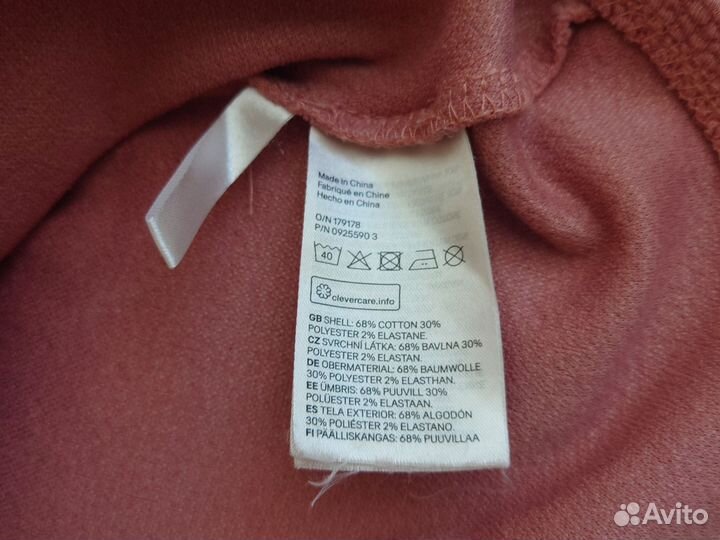 Made in China
Fabriqué en Chine
Hecho en China
O/N 179178
P/N 0925590 3
40
clevercare.info
GB SHELL: 68% COTTON 30%
POLYESTER 2% ELASTANE.
CZ SVRCHNÍ LÁTKA: 68% BAVLNA 30%
POLYESTER 2% ELASTAN.
DE OBERMATERIAL: 68% BAUMWOLLE
30% POLYESTER 2% ELASTHAN.
EE ÜMBRIS: 68% PUUVILL 30%
POLÜESTER 2% ELASTAAN.
ES TELA EXTERIOR: 68% ALGODÓN
30% POLIÉSTER 2% ELASTANO.
FI PÄÄLLISKANGAS: 68% PUUVILLAA
Avito